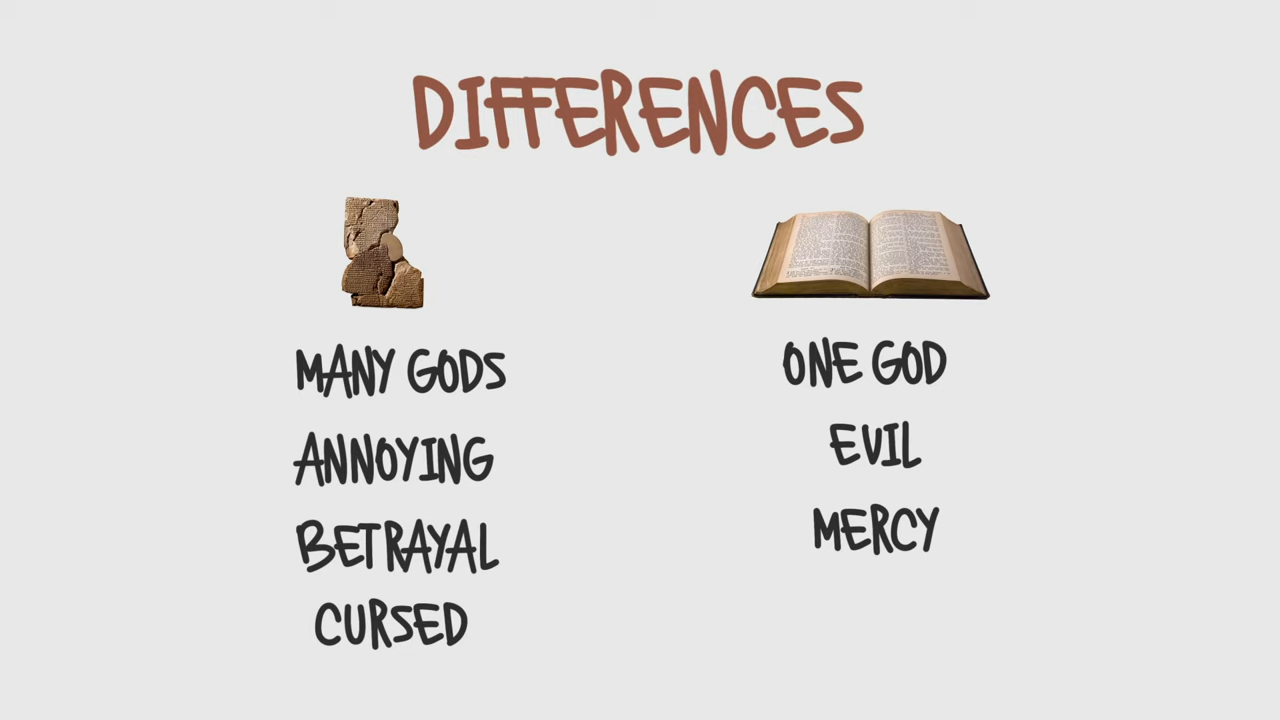 DIFFERENCES
MANY GODS
ANNOYING
BETRAYAL
CURSED
ONE GOD
EVIL
MERCY